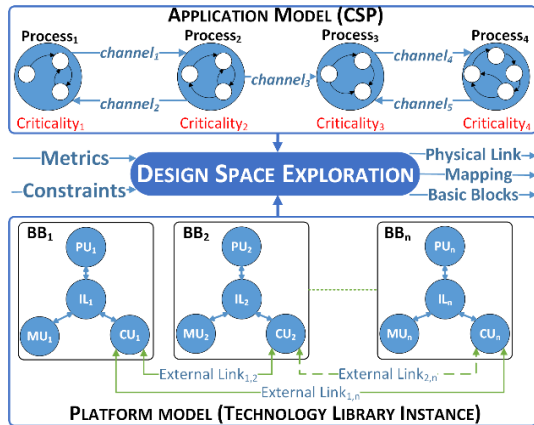 APPLICATION MODEL (CSP)
Process1 Process2 Process3 Process4
channel1 channel4
channel3
channel2 channel5
Criticality1 Criticality2 Criticality3 Criticality4
Metrics
Constraints
DESIGN SPACE EXPLORATION
Physical Link
Mapping
Basic Blocks
BB1 BB2 BBn
PU1 PU2 PUn
IL1 IL2 ILn
MU1 CU1 MU2 CU2 MUn CUn
External Link1,2 External Link2,n
External Link1,n
PLATFORM MODEL (TECHNOLOGY LIBRARY INSTANCE)